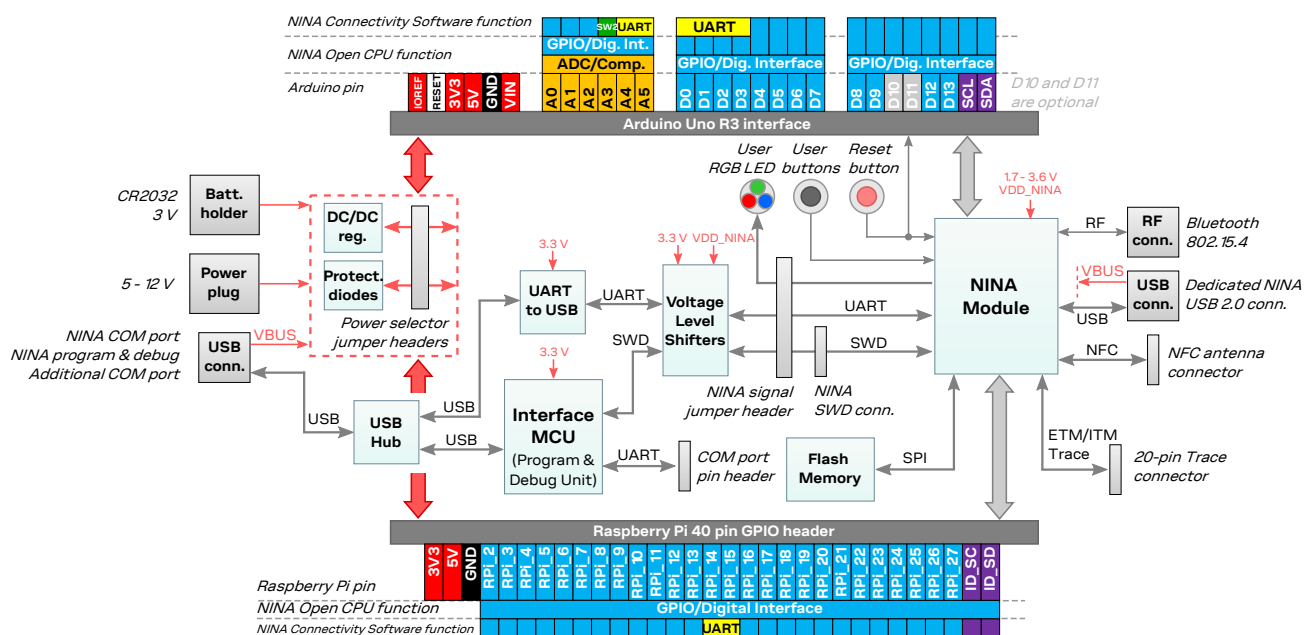 NINA Connectivity Software function
SW2 UART
UART
NINA Open CPU function
GPIO/Dig. Int.
ADC/Comp.
GPIO/Dig. Interface
GPIO/Dig. Interface
Arduino pin
IOREF RESET 3V3 5V GND VIN
A0 A1 A2 A3 A4 A5
D0 D1 D2 D3 D4 D5 D6 D7
D8 D9 D10 D11 D12 D13 SCL SDA
D10 and D11
are optional
Arduino Uno R3 interface
User
RGB LED
User
buttons
Reset
button
1.7 - 3.6 V
VDD_NINA
CR2032
3 V
Batt.
holder
DC/DC
reg.
5 - 12 V
Power
plug
Protect.
diodes
Power selector
jumper headers
NINA COM port
NINA program & debug
Additional COM port
USB
conn.
VBUS
3.3 V
UART
to USB
UART
3.3 V
VDD_NINA
Voltage
Level
Shifters
UART
SWD
SWD
NINA
Module
RF
RF
conn.
Bluetooth
802.15.4
VBUS
USB
USB
conn.
Dedicated NINA
USB 2.0 conn.
NFC
NFC antenna
connector
3.3 V
Interface
MCU
(Program &
Debug Unit)
USB
USB
Hub
USB
USB
UART
COM port
pin header
NINA signal
jumper header
NINA
SWD conn.
Flash
Memory
SPI
ETM/ITM
Trace
20-pin Trace
connector
Raspberry Pi 40 pin GPIO header
Raspberry Pi pin
3V3 5V GND RPi_2 RPi_3 RPi_4 RPi_5 RPi_6 RPi_7 RPi_8 RPi_9 RPi_10 RPi_11 RPi_12 RPi_13 RPi_14 RPi_15 RPi_16 RPi_17 RPi_18 RPi_19 RPi_20 RPi_21 RPi_22 RPi_23 RPi_24 RPi_25 RPi_26 RPi_27 ID_SC ID_SD
NINA Open CPU function
GPIO/Digital Interface
NINA Connectivity Software function
UART